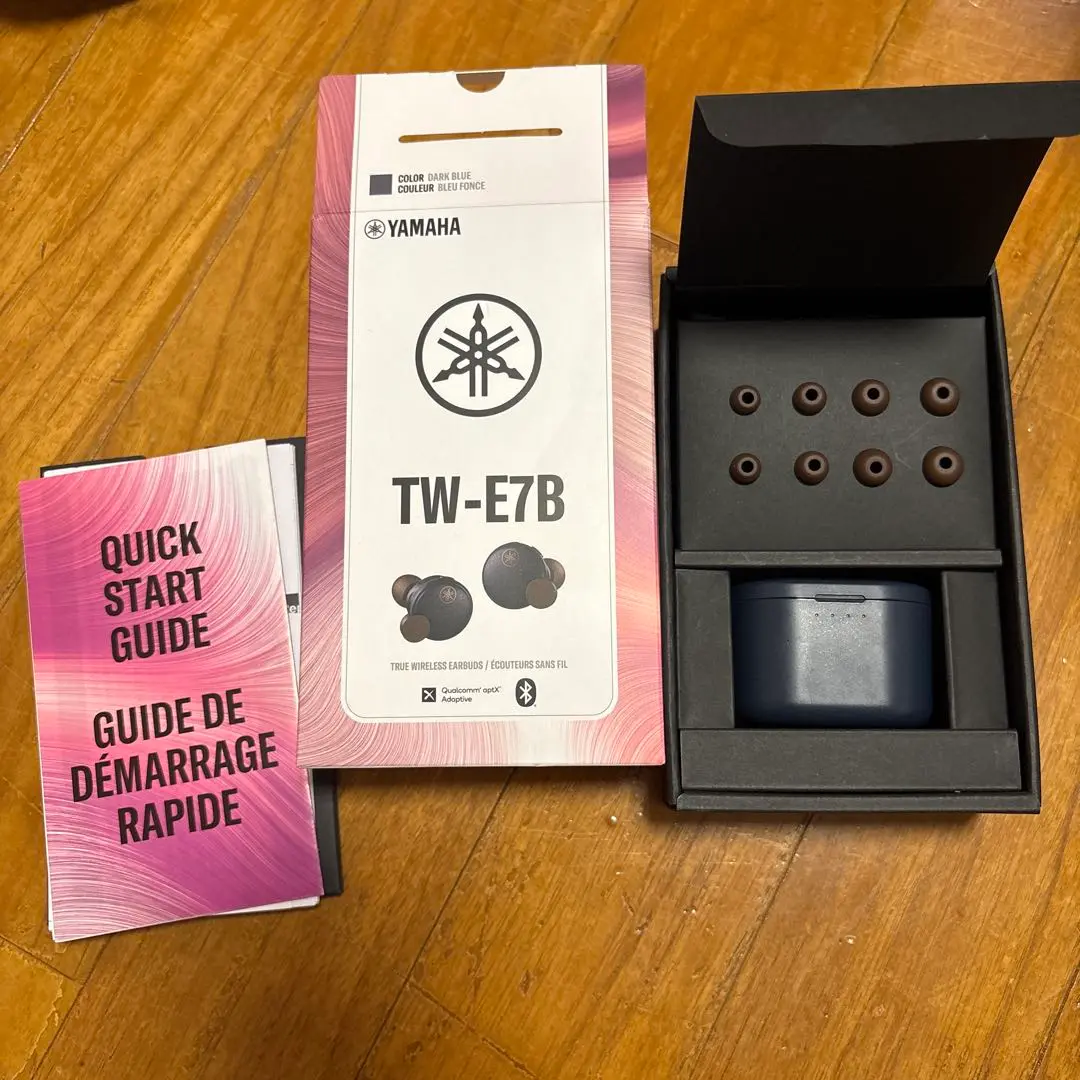 COLOR DARK BLUE
COULEUR BLEU FONCE
YAMAHA
TW-E7B
TRUE WIRELESS EARBUDS / ÉCOUTEURS SANS FIL
Qualcomm® aptX™
Adaptive
QUICK
START
GUIDE
GUIDE DE
DÉMARRAGE
RAPIDE